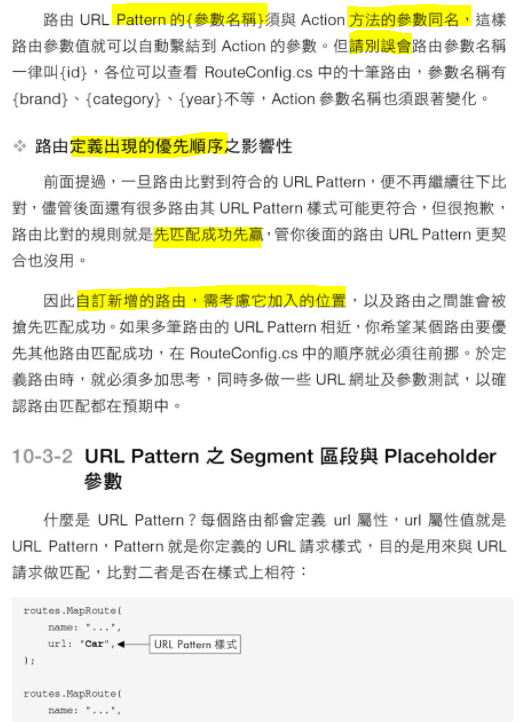 路由 URL Pattern 的{參數名稱}須與 Action 方法的參數同名，這樣
路由參數值就可以自動繫結到 Action 的參數。但請別誤會路由參數名稱
一律叫{id}，各位可以查看 RouteConfig.cs 中的十筆路由，參數名稱有
{brand}、{category}、{year}不等，Action 參數名稱也須跟著變化。
❖ 路由定義出現的優先順序之影響性
前面提過，一旦路由比對到符合的 URL Pattern，便不再繼續往下比
對，儘管後面還有很多路由其 URL Pattern 樣式可能更符合，但很抱歉，
路由比對的規則就是先匹配成功先贏，管你後面的路由 URL Pattern 更契
合也沒用。
因此自訂新增的路由，需考慮它加入的位置，以及路由之間誰會被
搶先匹配成功。如果多筆路由的 URL Pattern 相近，你希望某個路由要優
先其他路由匹配成功，在 RouteConfig.cs 中的順序就必須往前挪。於定
義路由時，就必須多加思考，同時多做一些 URL 網址及參數測試，以確
認路由匹配都在預期中。
10-3-2 URL Pattern 之 Segment 區段與 Placeholder
參數
什麼是 URL Pattern？每個路由都會定義 url 屬性，url 屬性值就是
URL Pattern，Pattern 就是你定義的 URL 請求樣式，目的是用來與 URL
請求做匹配，比對二者是否在樣式上相符：
routes.MapRoute(
name: "...",
url: "Car", URL Pattern 樣式
);
routes.MapRoute(
name: "...",